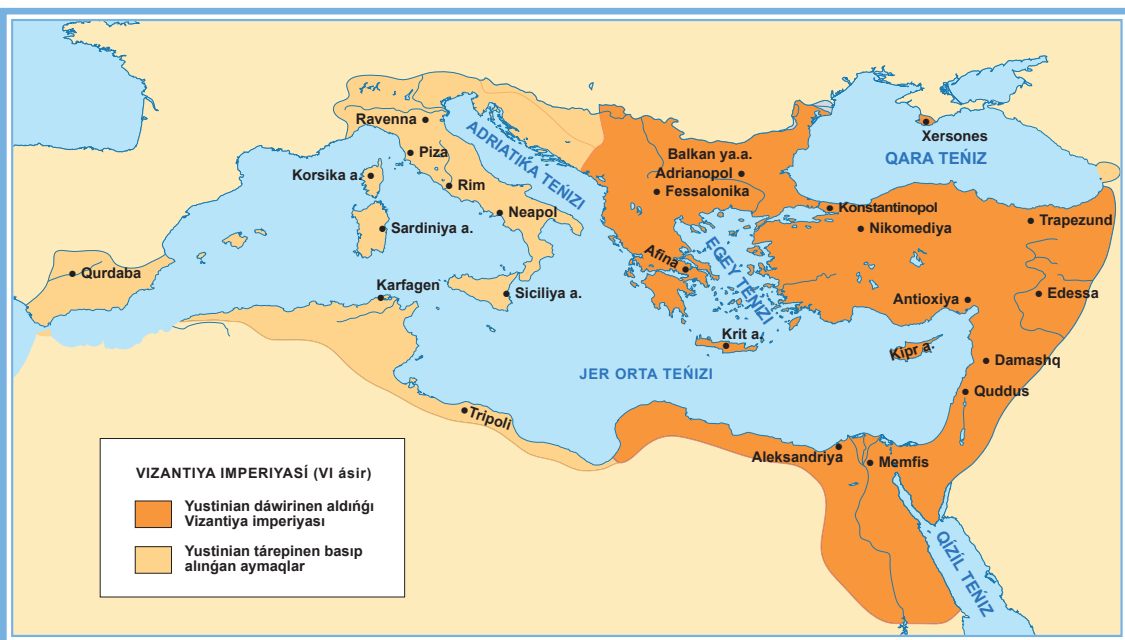 Ravenna
Piza
Korsika a.
Rim
Neapol
Sardiniya a.
Qurdaba
Karfagen
Siciliya a.
Tripoli
ADRIATIKA TEŃIZI
Balkan ya.a.
Adrianopol
Fessalonika
Afina
EGEY TEŃIZI
Krit a.
JER ORTA TEŃIZI
Xersones
QARA TEŃIZ
Konstantinopol
Nikomediya
Trapezund
Antioxiya
Edessa
Kipr a.
Damashq
Quddus
Aleksandriya
Memfis
QÍZÍL TEŃIZ
VIZANTIYA IMPERIYASÍ (VI ásir)
Yustinian dáwirinen aldıńǵı
Vizantiya imperiyası
Yustinian tárepinen basıp
alınǵan aymaqlar